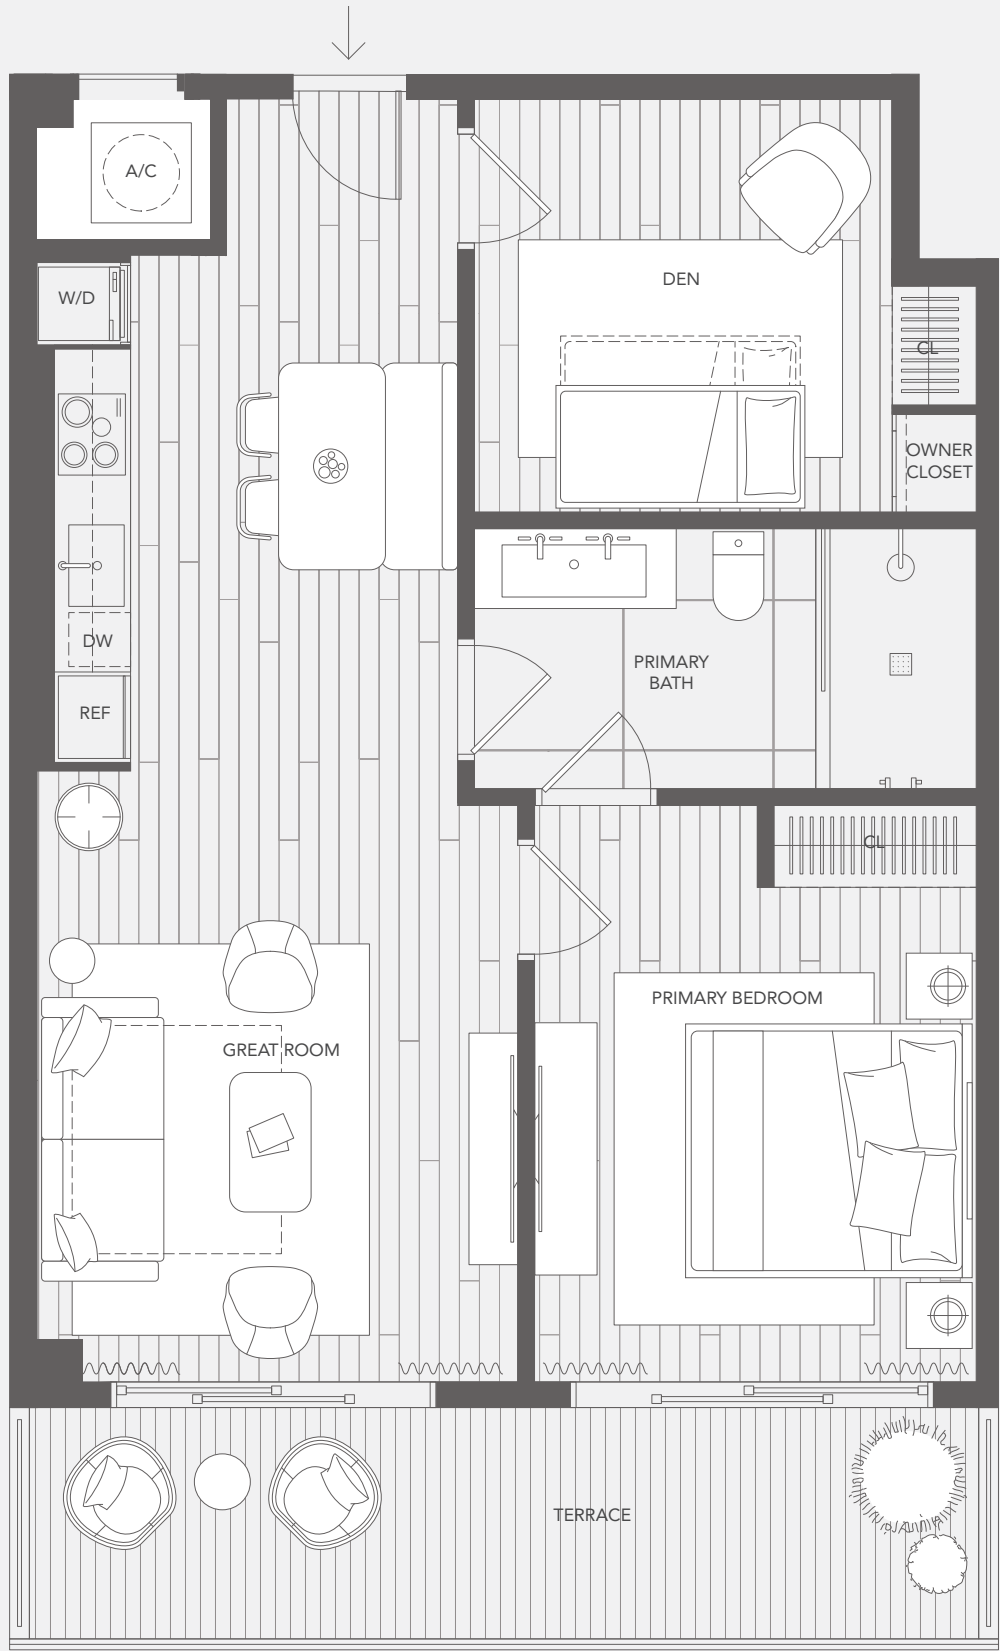 A/C
DEN
W/D
CL
OWNER
CLOSET
DW
PRIMARY
BATH
REF
CL
PRIMARY BEDROOM
GREAT ROOM
TERRACE